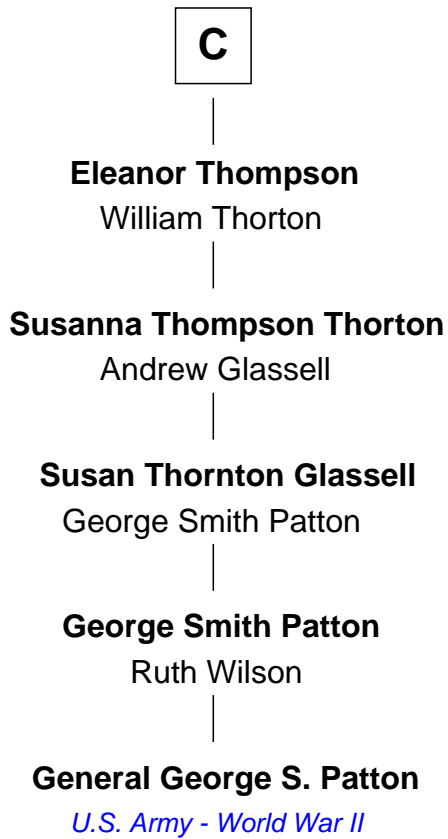 C
Eleanor Thompson
William Thorton
Susanna Thompson Thorton
Andrew Glassell
Susan Thornton Glassell
George Smith Patton
George Smith Patton
Ruth Wilson
General George S. Patton
U.S. Army - World War II